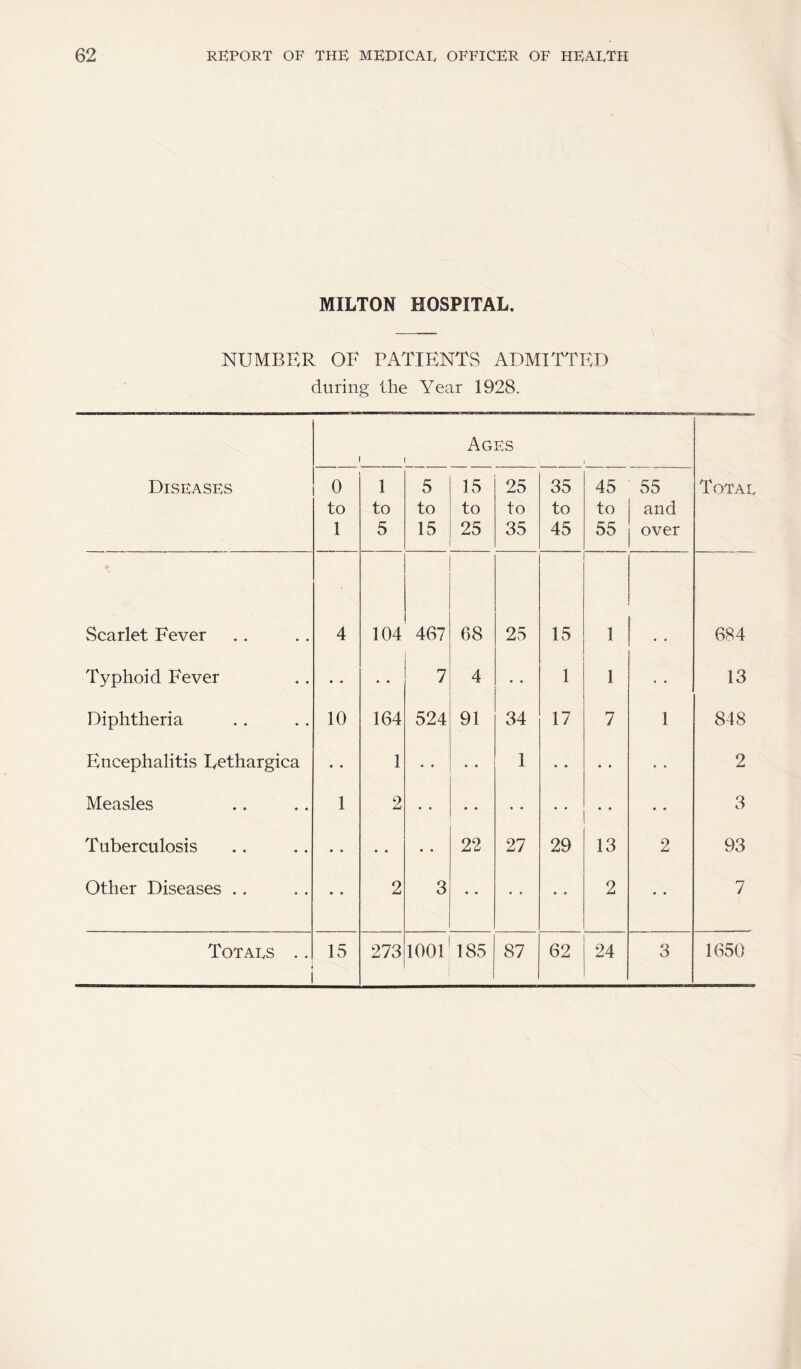 62 REPORT OF THE MEDICAL OFFICER OF HEALTH
MILTON HOSPITAL.
NUMBER OF PATIENTS ADMITTED
during the Year 1928.
Ages
Diseases 0 1 5 15 25 35 45 55 Total
to to to to to to to and
1 5 15 25 35 45 55 over
Scarlet Fever .. .. 4 104 467 68 25 15 1 .. 684
Typhoid Fever .. .. .. 7 4 .. 1 1 .. 13
Diphtheria .. .. 10 164 524 91 34 17 7 1 848
Encephalitis Lethargica .. 1 .. .. 1 .. .. .. 2
Measles .. .. 1 2 .. .. .. .. .. .. 3
Tuberculosis .. .. .. .. .. 22 27 29 13 2 93
Other Diseases .. .. .. 2 3 .. .. .. 2 .. 7
Totals .. 15 273 1001 185 87 62 24 3 1650